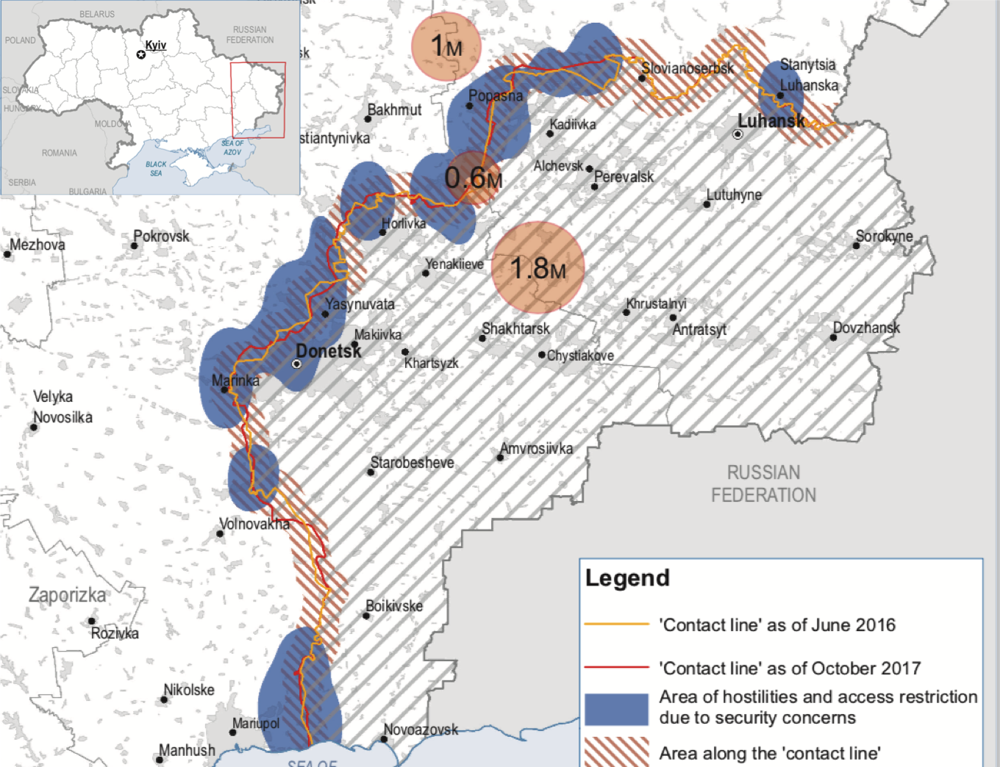 BELARUS
POLAND
RUSSIAN
FEDERATION
Kyiv
SLOVAKIA
HUNGARY
MOLDOVA
ROMANIA
SEA OF
AZOV
BLACK
SEA
SERBIA
BULGARIA
sk
sk
1M
Slovianoserbsk
Stanytsia
Luhanska
Popasna
Bakhmut
Luhansk
Kadiivka
stiantynivka
Alchevsk
0.6M
Perevalsk
Lutuhyne
Horlivka
Pokrovsk
Sorokyne
Mezhova
Yenakiieve
1.8M
Yasynuvata
Khrustalnyi
Antratsyt
Shakhtarsk
Dovzhansk
Makiivka
Donetsk
Chystiakove
Khartsyzk
Marinka
Velyka
Novosilka
Amvrosiivka
Starobesheve
RUSSIAN
FEDERATION
Volnovakha
Zaporizka
Boikivske
Rozivka
Nikolske
Mariupol
Novoazovsk
Manhush
SEA OF
Legend
'Contact line' as of June 2016
'Contact line' as of October 2017
Area of hostilities and access restriction
due to security concerns
Area along the 'contact line'